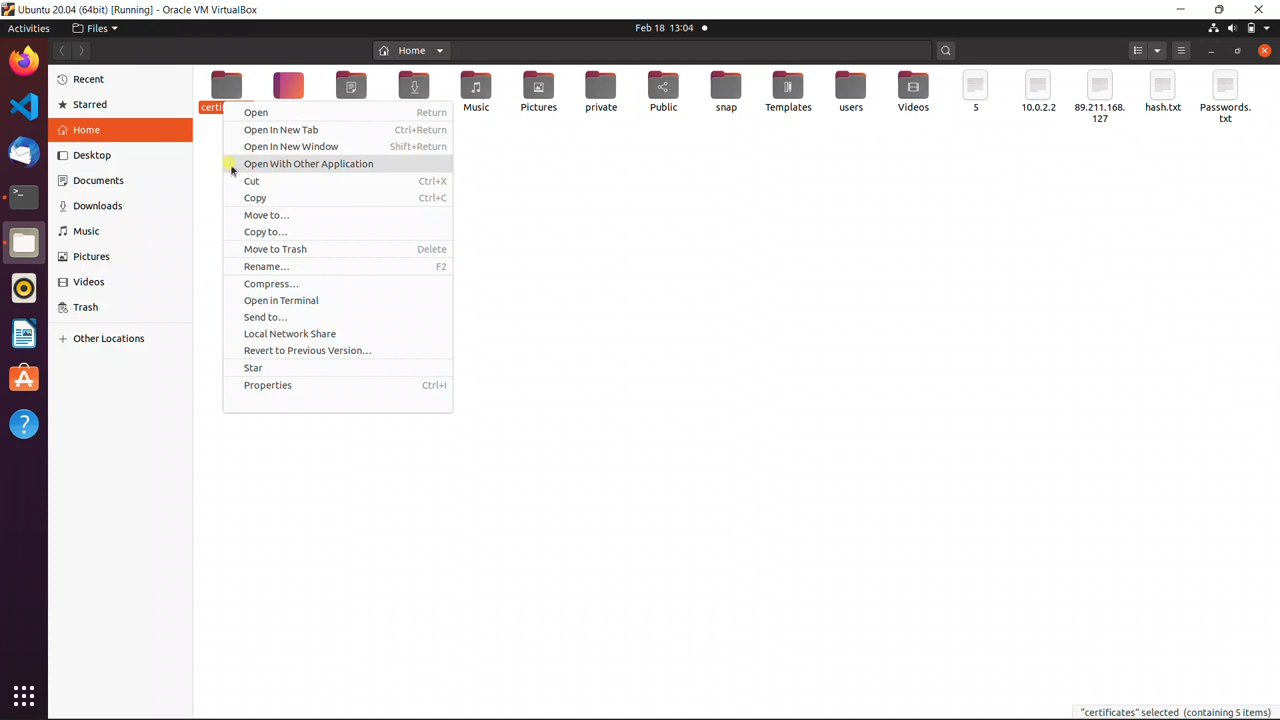 Ubuntu 20.04 (64bit) [Running] - Oracle VM VirtualBox
Activities
Files
Feb 18 13:04
Home
Recent
Starred
Home
Desktop
Documents
Downloads
Music
Pictures
Videos
Trash
+ Other Locations
Music
Pictures
private
Public
snap
Templates
users
Videos
5
10.0.2.2
89.211.168.
127
hash.txt
Passwords.
txt
Open Return
Open In New Tab Ctrl+Return
Open In New Window Shift+Return
Open With Other Application
Cut Ctrl+X
Copy Ctrl+C
Move to...
Copy to...
Move to Trash Delete
Rename... F2
Compress...
Open in Terminal
Send to...
Local Network Share
Revert to Previous Version...
Star
Properties Ctrl+I
"certificates" selected (containing 5 items)